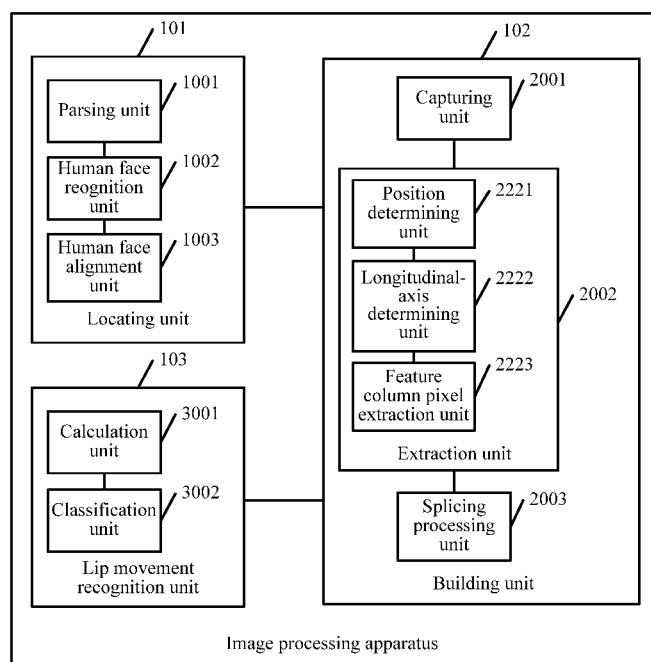 101
Parsing unit
1001
Human face
reognition
unit
1002
Human face
alignment
unit
1003
Locating unit
103
Calculation
unit
3001
Classification
unit
3002
Lip movement
recognition unit
102
Capturing
unit
2001
Position
determining
unit
2221
Longitudinal-
axis
determining
unit
2222
Feature
column pixel
extraction unit
2223
Extraction unit
2002
Splicing
processing
unit
2003
Building unit
Image processing apparatus